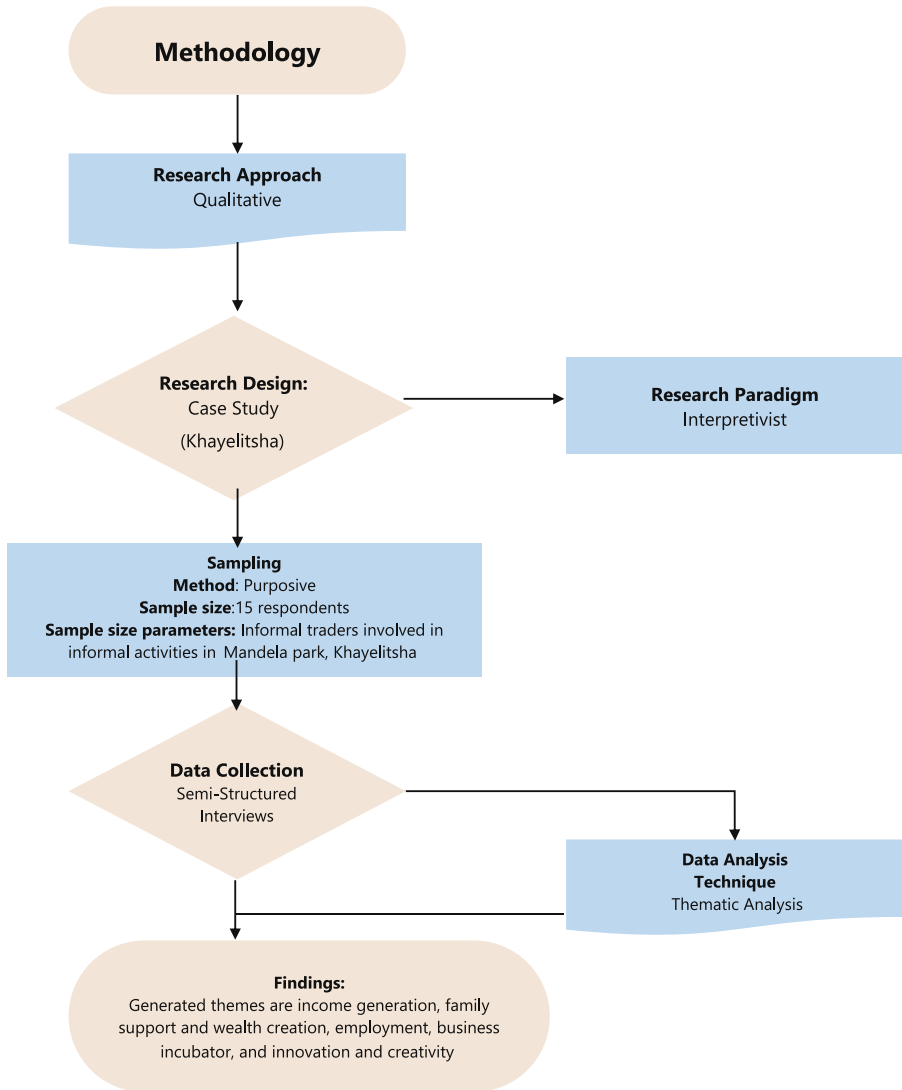 Methodology
Research Approach
Qualitative
Research Design:
Case Study
(Khayelitsha)
Research Paradigm
Interpretivist
Sampling
Method: Purposive
Sample size:15 respondents
Sample size parameters: Informal traders involved in
informal activities in Mandela park, Khayelitsha
Data Collection
Semi-Structured
Interviews
Data Analysis
Technique
Thematic Analysis
Findings:
Generated themes are income generation, family
support and wealth creation, employment, business
incubator, and innovation and creativity